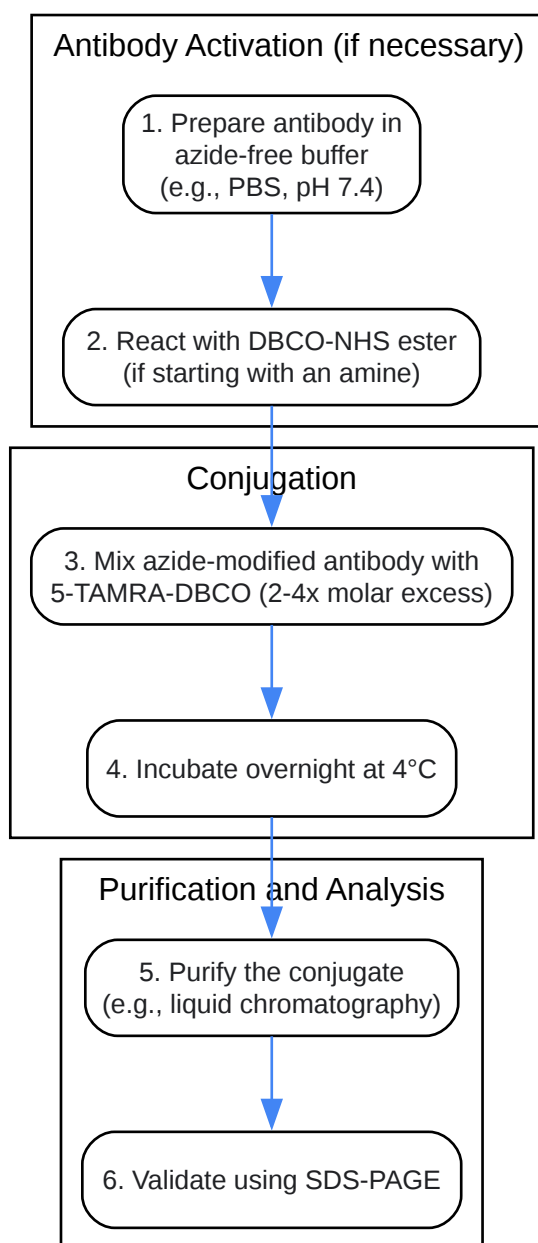 Antibody Activation (if necessary)
1. Prepare antibody in
azide-free buffer
(e.g., PBS, pH 7.4)
2. React with DBCO-NHS ester
(if starting with an amine)
Conjugation
3. Mix azide-modified antibody with
5-TAMRA-DBCO (2-4x molar excess)
4. Incubate overnight at 4°C
Purification and Analysis
5. Purify the conjugate
(e.g., liquid chromatography)
6. Validate using SDS-PAGE